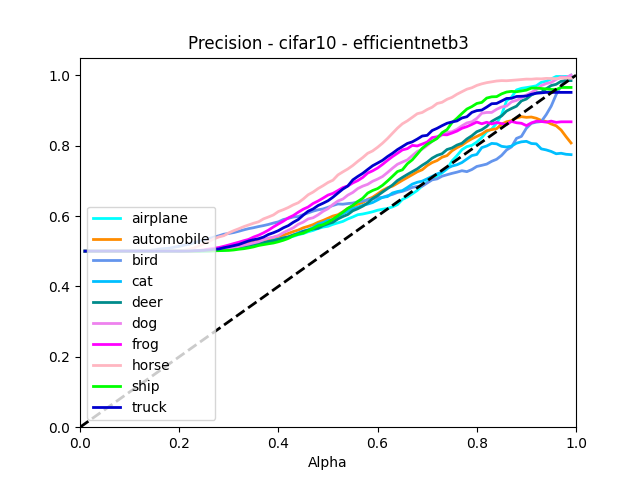 Precision - cifar10 - efficientnetb3
1.0
0.8
0.6
0.4
0.2
0.0
airplane
automobile
bird
cat
deer
dog
frog
horse
ship
truck
0.0 0.2 0.4 0.6 0.8 1.0
Alpha